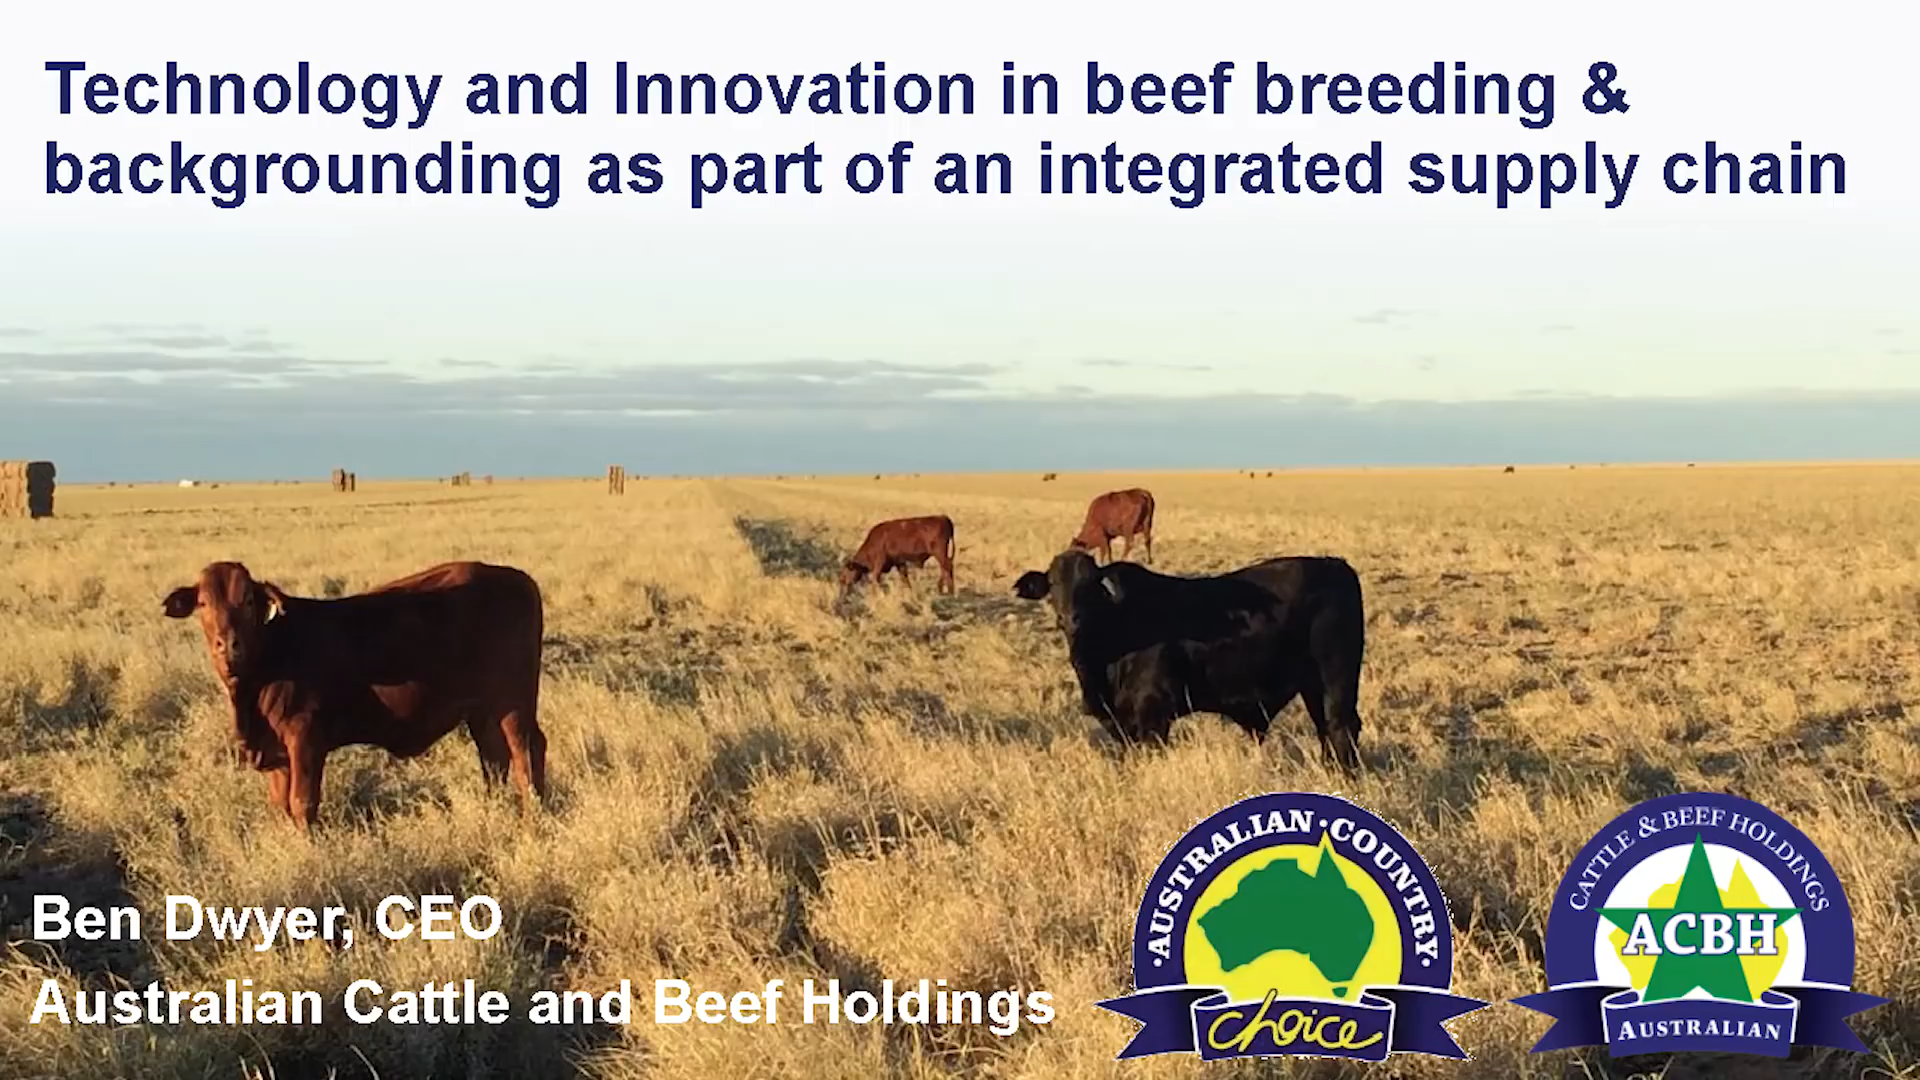 Technology and Innovation in beef breeding &
backgrounding as part of an integrated supply chain
Ben Dwyer, CEO
Australian Cattle and Beef Holdings
·AUSTRALIAN·COUNTRY·
choice
CATTLE & BEEF HOLDINGS
ACBH
AUSTRALIAN